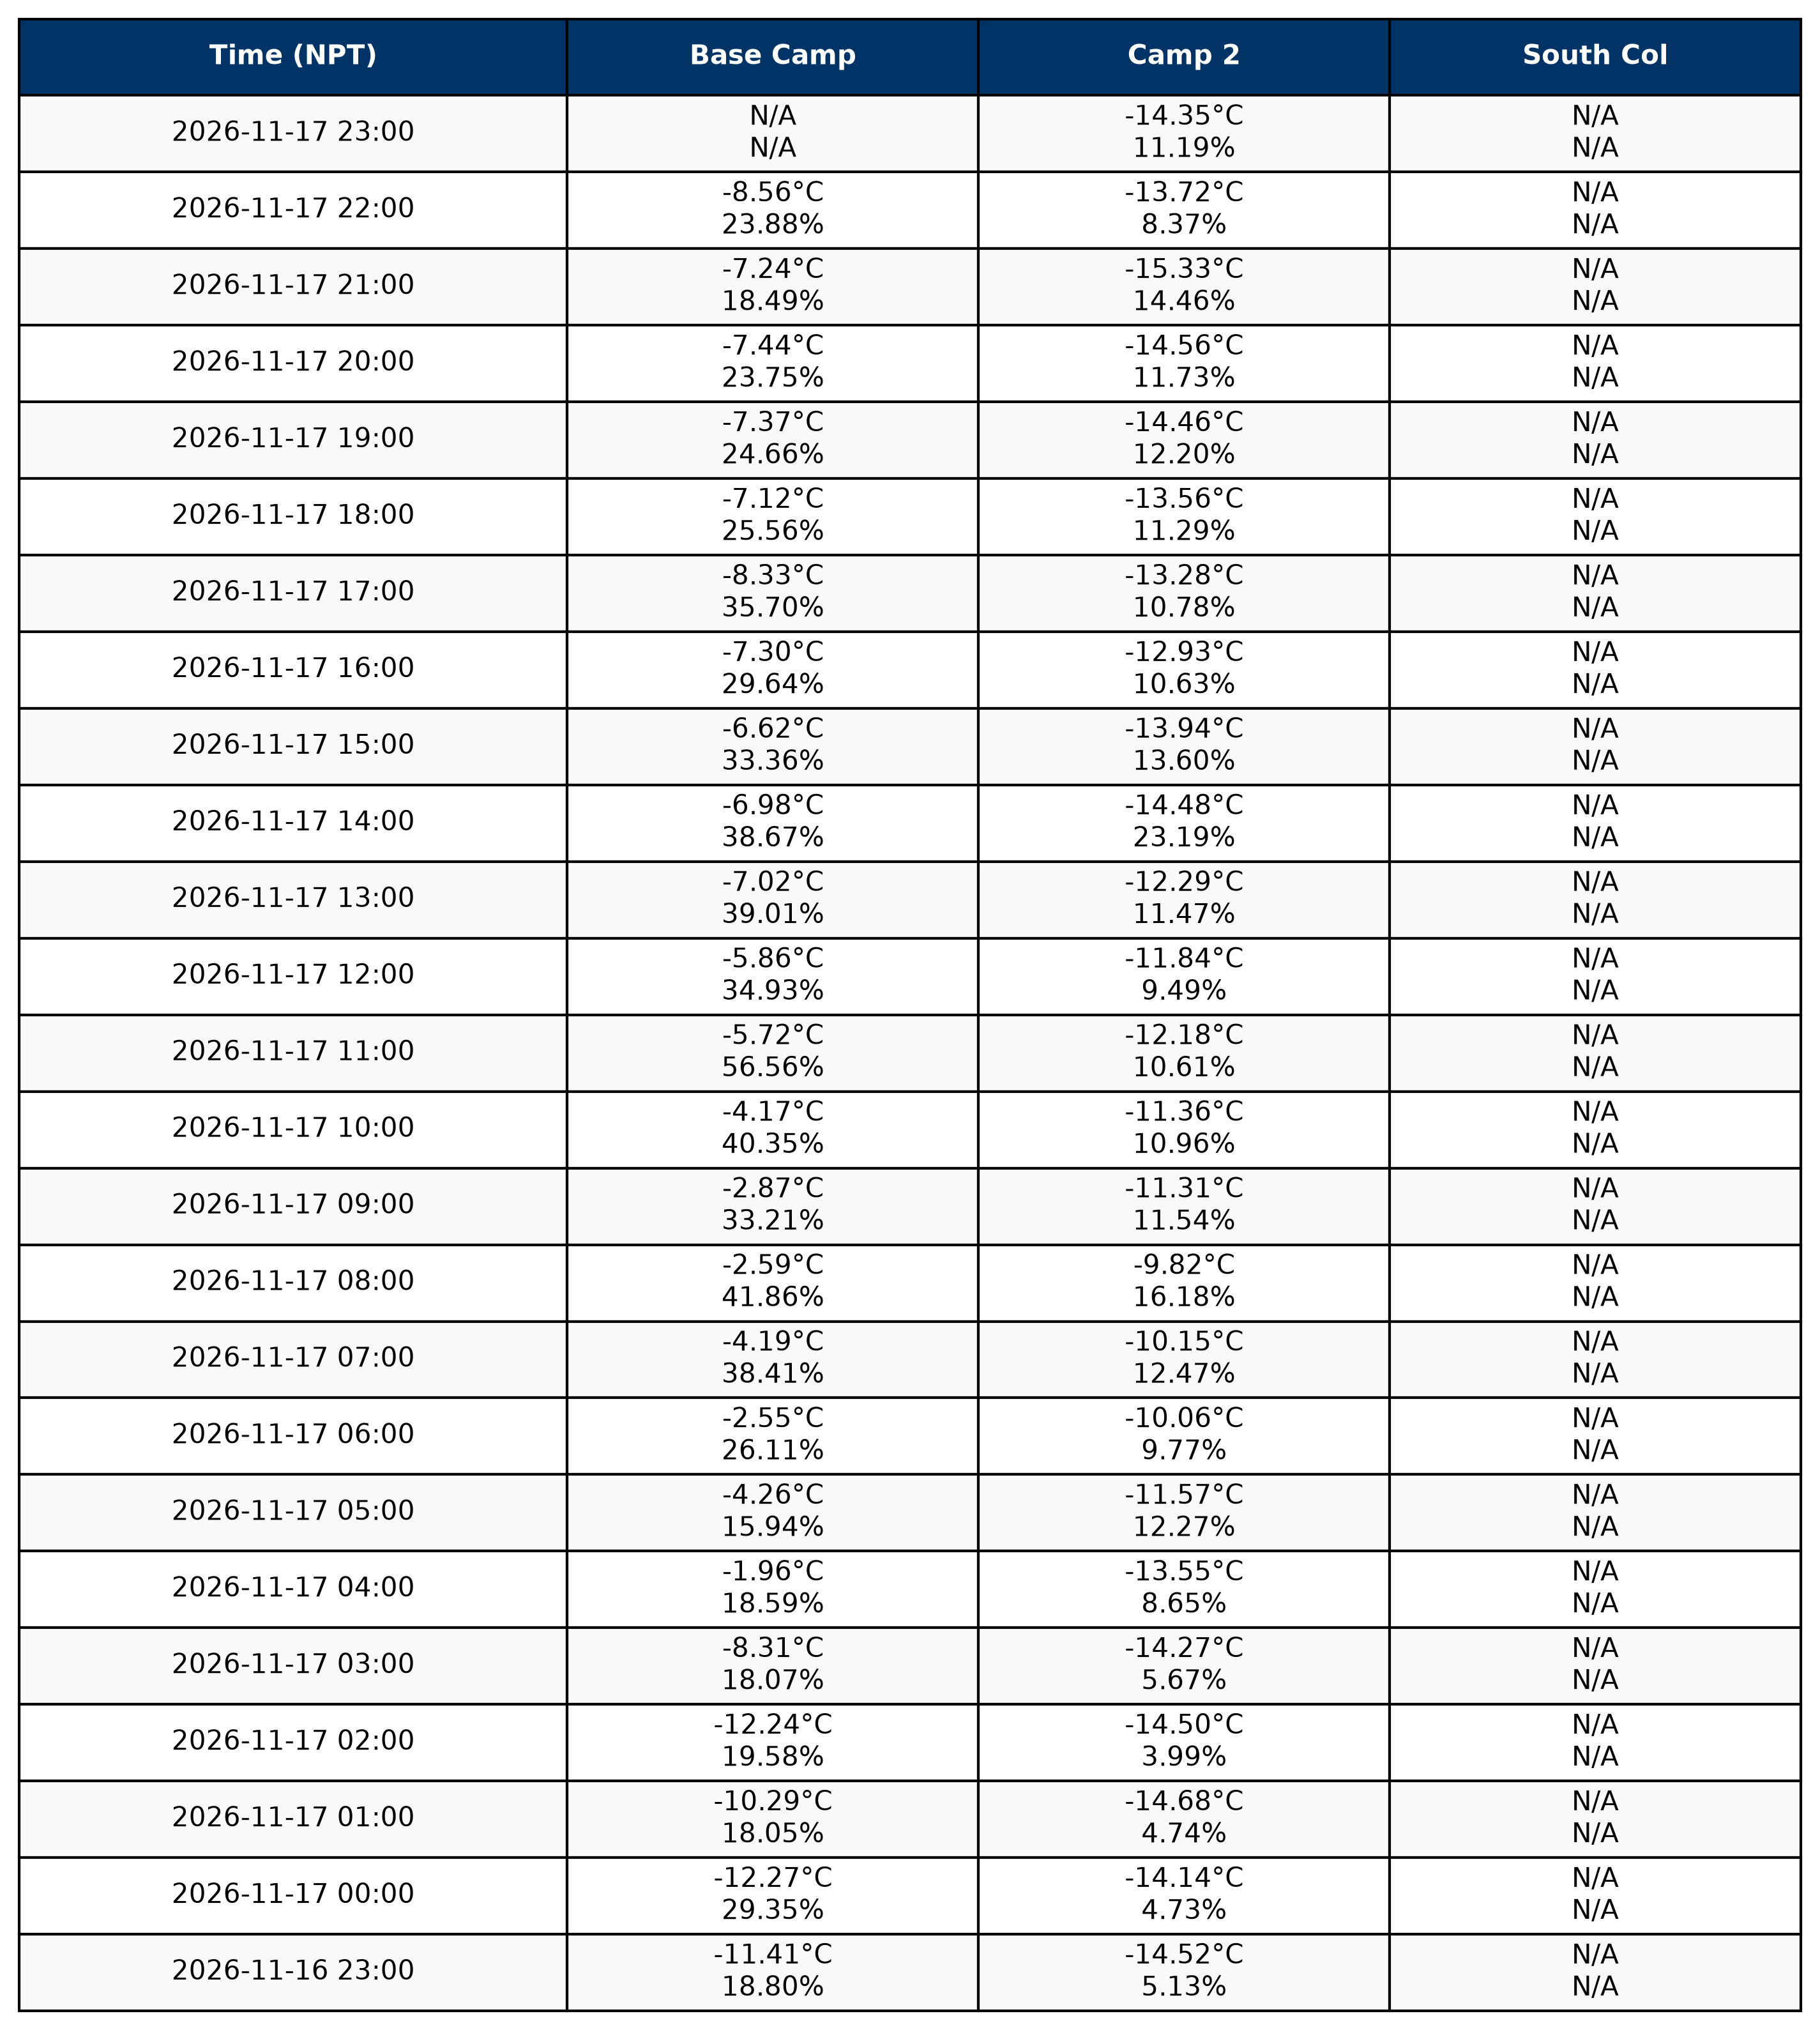 Time (NPT) Base Camp Camp 2 South Col
2026-11-17 23:00 N/A N/A -14.35°C 11.19% N/A N/A
2026-11-17 22:00 -8.56°C 23.88% -13.72°C 8.37% N/A N/A
2026-11-17 21:00 -7.24°C 18.49% -15.33°C 14.46% N/A N/A
2026-11-17 20:00 -7.44°C 23.75% -14.56°C 11.73% N/A N/A
2026-11-17 19:00 -7.37°C 24.66% -14.46°C 12.20% N/A N/A
2026-11-17 18:00 -7.12°C 25.56% -13.56°C 11.29% N/A N/A
2026-11-17 17:00 -8.33°C 35.70% -13.28°C 10.78% N/A N/A
2026-11-17 16:00 -7.30°C 29.64% -12.93°C 10.63% N/A N/A
2026-11-17 15:00 -6.62°C 33.36% -13.94°C 13.60% N/A N/A
2026-11-17 14:00 -6.98°C 38.67% -14.48°C 23.19% N/A N/A
2026-11-17 13:00 -7.02°C 39.01% -12.29°C 11.47% N/A N/A
2026-11-17 12:00 -5.86°C 34.93% -11.84°C 9.49% N/A N/A
2026-11-17 11:00 -5.72°C 56.56% -12.18°C 10.61% N/A N/A
2026-11-17 10:00 -4.17°C 40.35% -11.36°C 10.96% N/A N/A
2026-11-17 09:00 -2.87°C 33.21% -11.31°C 11.54% N/A N/A
2026-11-17 08:00 -2.59°C 41.86% -9.82°C 16.18% N/A N/A
2026-11-17 07:00 -4.19°C 38.41% -10.15°C 12.47% N/A N/A
2026-11-17 06:00 -2.55°C 26.11% -10.06°C 9.77% N/A N/A
2026-11-17 05:00 -4.26°C 15.94% -11.57°C 12.27% N/A N/A
2026-11-17 04:00 -1.96°C 18.59% -13.55°C 8.65% N/A N/A
2026-11-17 03:00 -8.31°C 18.07% -14.27°C 5.67% N/A N/A
2026-11-17 02:00 -12.24°C 19.58% -14.50°C 3.99% N/A N/A
2026-11-17 01:00 -10.29°C 18.05% -14.68°C 4.74% N/A N/A
2026-11-17 00:00 -12.27°C 29.35% -14.14°C 4.73% N/A N/A
2026-11-16 23:00 -11.41°C 18.80% -14.52°C 5.13% N/A N/A